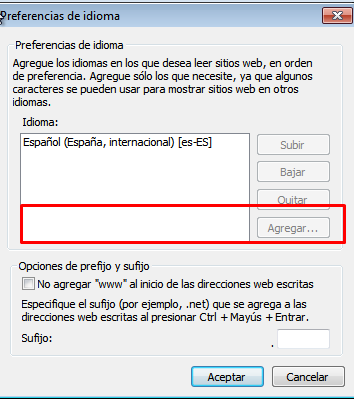 Preferencias de idioma
Preferencias de idioma
Agregue los idiomas en los que desea leer sitios web, en orden
de preferencia. Agregue sólo los que necesite, ya que algunos
caracteres se pueden usar para mostrar sitios web en otros
idiomas.
Idioma:
Español (España, internacional) [es-ES]
Subir
Bajar
Quitar
Agregar...
Opciones de prefijo y sufijo
No agregar "www" al inicio de las direcciones web escritas
Especifique el sufijo (por ejemplo, .net) que se agrega a las
direcciones web escritas al presionar Ctrl + Mayús + Entrar.
Sufijo: .
Aceptar Cancelar